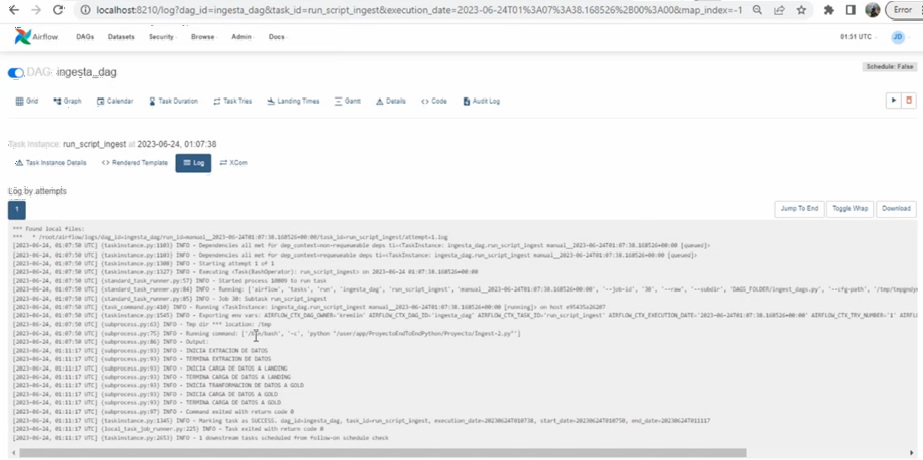 localhost:8210/log?dag_id=ingesta_dag&task_id=run_script_ingest&execution_date=2023-06-24T01%3A07%3A38.168526%2B00%3A00&map_index=-1
Error
Airflow
DAGs Datasets Security Browse Admin Docs
01:51 UTC
JD
DAG: ingesta_dag
Schedule: False
Grid Graph Calendar Task Duration Task Tries Landing Times Gantt Details <> Code Audit Log
Task Instance: run_script_ingest at 2023-06-24, 01:07:38
Task Instance Details <> Rendered Template Log XCom
Log by attempts
1
Jump To End Toggle Wrap Download
*** Found local files:
*** * /root/airflow/logs/dag_id=ingesta_dag/run_id=manual__2023-06-24T01:07:38.168526+00:00/task_id=run_script_ingest/attempt=1.log
[2023-06-24, 01:07:50 UTC] {taskinstance.py:1103} INFO - Dependencies all met for dep_context=non-requeueable deps ti=<TaskInstance: ingesta_dag.run_script_ingest manual__2023-06-24T01:07:38.168526+00:00 [queued]>
[2023-06-24, 01:07:50 UTC] {taskinstance.py:1103} INFO - Dependencies all met for dep_context=requeueable deps ti=<TaskInstance: ingesta_dag.run_script_ingest manual__2023-06-24T01:07:38.168526+00:00 [queued]>
[2023-06-24, 01:07:50 UTC] {taskinstance.py:1308} INFO - Starting attempt 1 of 1
[2023-06-24, 01:07:50 UTC] {taskinstance.py:1327} INFO - Executing <Task(BashOperator): run_script_ingest> on 2023-06-24 01:07:38.168526+00:00
[2023-06-24, 01:07:50 UTC] {standard_task_runner.py:57} INFO - Started process 10009 to run task
[2023-06-24, 01:07:50 UTC] {standard_task_runner.py:84} INFO - Running: ['airflow', 'tasks', 'run', 'ingesta_dag', 'run_script_ingest', 'manual__2023-06-24T01:07:38.168526+00:00', '--job-id', '30', '--raw', '--subdir', 'DAGS_FOLDER/ingest_dags.py', '--cfg-path',
[2023-06-24, 01:07:50 UTC] {standard_task_runner.py:85} INFO - Job 30: Subtask run_script_ingest
[2023-06-24, 01:07:50 UTC] {task_command.py:410} INFO - Running <TaskInstance: ingesta_dag.run_script_ingest manual__2023-06-24T01:07:38.168526+00:00 [running]> on host e95435a26207
[2023-06-24, 01:07:50 UTC] {taskinstance.py:1545} INFO - Exporting env vars: AIRFLOW_CTX_DAG_OWNER= AIRFLOW_CTX_DAG_ID='ingesta_dag' AIRFLOW_CTX_TASK_ID='run_script_ingest' AIRFLOW_CTX_EXECUTION_DATE='2023-06-24T01:07:38.168526+00:00' AIRFLOW_CTX_TRY_NUMBER='1'
[2023-06-24, 01:07:50 UTC] {subprocess.py:63} INFO - Tmp dir *** location: /tmp
[2023-06-24, 01:07:50 UTC] {subprocess.py:75} INFO - Running command: ['/bin/bash', '-c', 'python "/user/app/ProyectoEndToEndPython/Proyecto/Ingest-2.py"']
[2023-06-24, 01:07:50 UTC] {subprocess.py:86} INFO - Output:
[2023-06-24, 01:11:17 UTC] {subprocess.py:93} INFO - INICIA EXTRACION DE DATOS
[2023-06-24, 01:11:17 UTC] {subprocess.py:93} INFO - TERMINA EXTRACION DE DATOS
[2023-06-24, 01:11:17 UTC] {subprocess.py:93} INFO - INICIA CARGA DE DATOS A LANDING
[2023-06-24, 01:11:17 UTC] {subprocess.py:93} INFO - TERMINA CARGA DE DATOS A LANDING
[2023-06-24, 01:11:17 UTC] {subprocess.py:93} INFO - INICIA TRANFORMACION DE DATOS A GOLD
[2023-06-24, 01:11:17 UTC] {subprocess.py:93} INFO - INICIA CARGA DE DATOS A GOLD
[2023-06-24, 01:11:17 UTC] {subprocess.py:93} INFO - TERMINA CARGA DE DATOS A GOLD
[2023-06-24, 01:11:17 UTC] {subprocess.py:97} INFO - Command exited with return code 0
[2023-06-24, 01:11:17 UTC] {taskinstance.py:1345} INFO - Marking task as SUCCESS. dag_id=ingesta_dag, task_id=run_script_ingest, execution_date=20230624T010738, start_date=20230624T010750, end_date=20230624T011117
[2023-06-24, 01:11:17 UTC] {local_task_job_runner.py:225} INFO - Task exited with return code 0
[2023-06-24, 01:11:17 UTC] {taskinstance.py:2653} INFO - 1 downstream tasks scheduled from follow-on schedule check